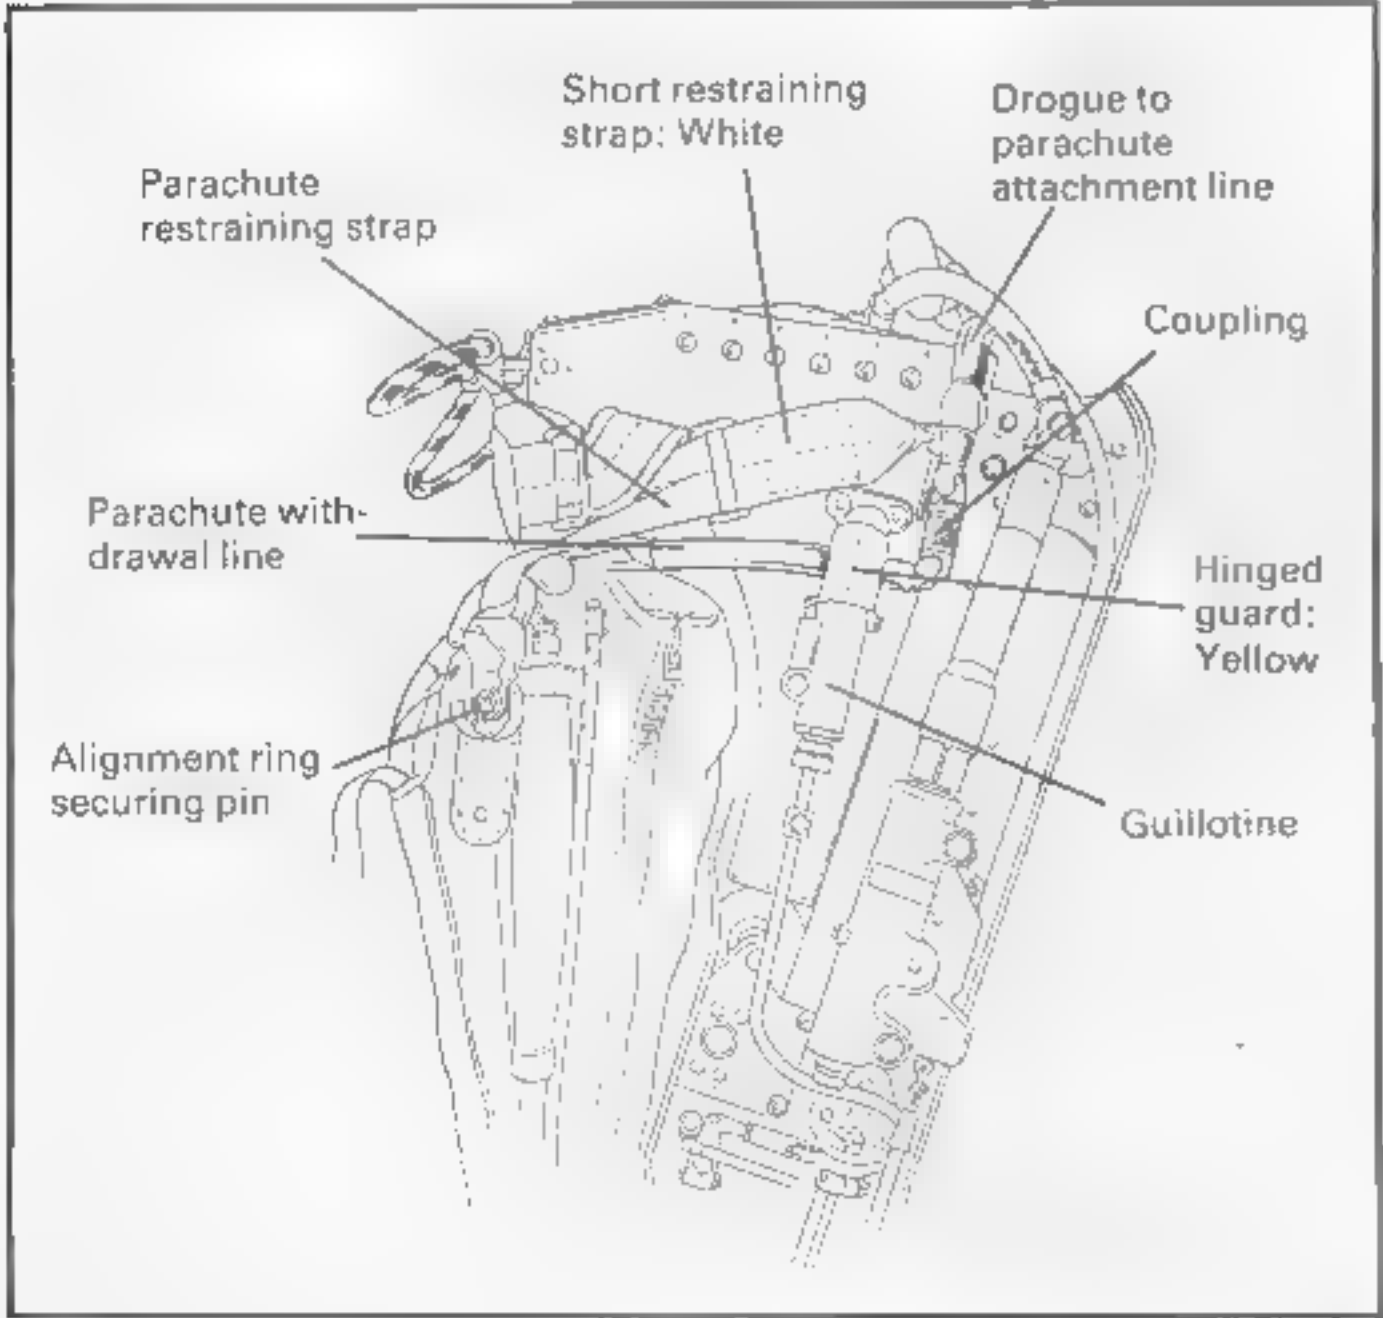 Short restraining
strap: White
Drogue to
parachute
attachment line
Parachute
restraining strap
Coupling
Parachute with-
drawal line
Hinged
guard:
Yellow
Alignment ring
securing pin
Guillotine